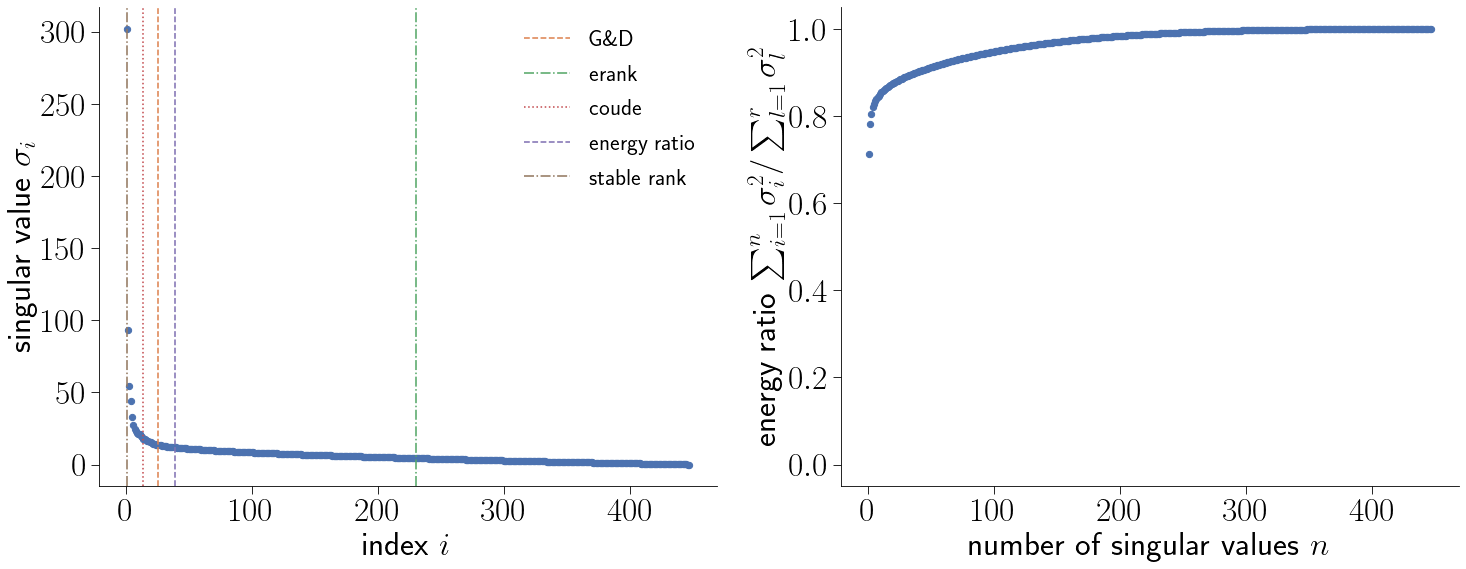 300
250
200
150
100
50
0
singular value σ_i
0 100 200 300 400
index i
G&D
erank
coude
energy ratio
stable rank
1.0
0.8
0.6
0.4
0.2
0.0
energy ratio ∑_{i=1}^{n} σ_i^2 / ∑_{l=1}^{r} σ_l^2
0 100 200 300 400
number of singular values n